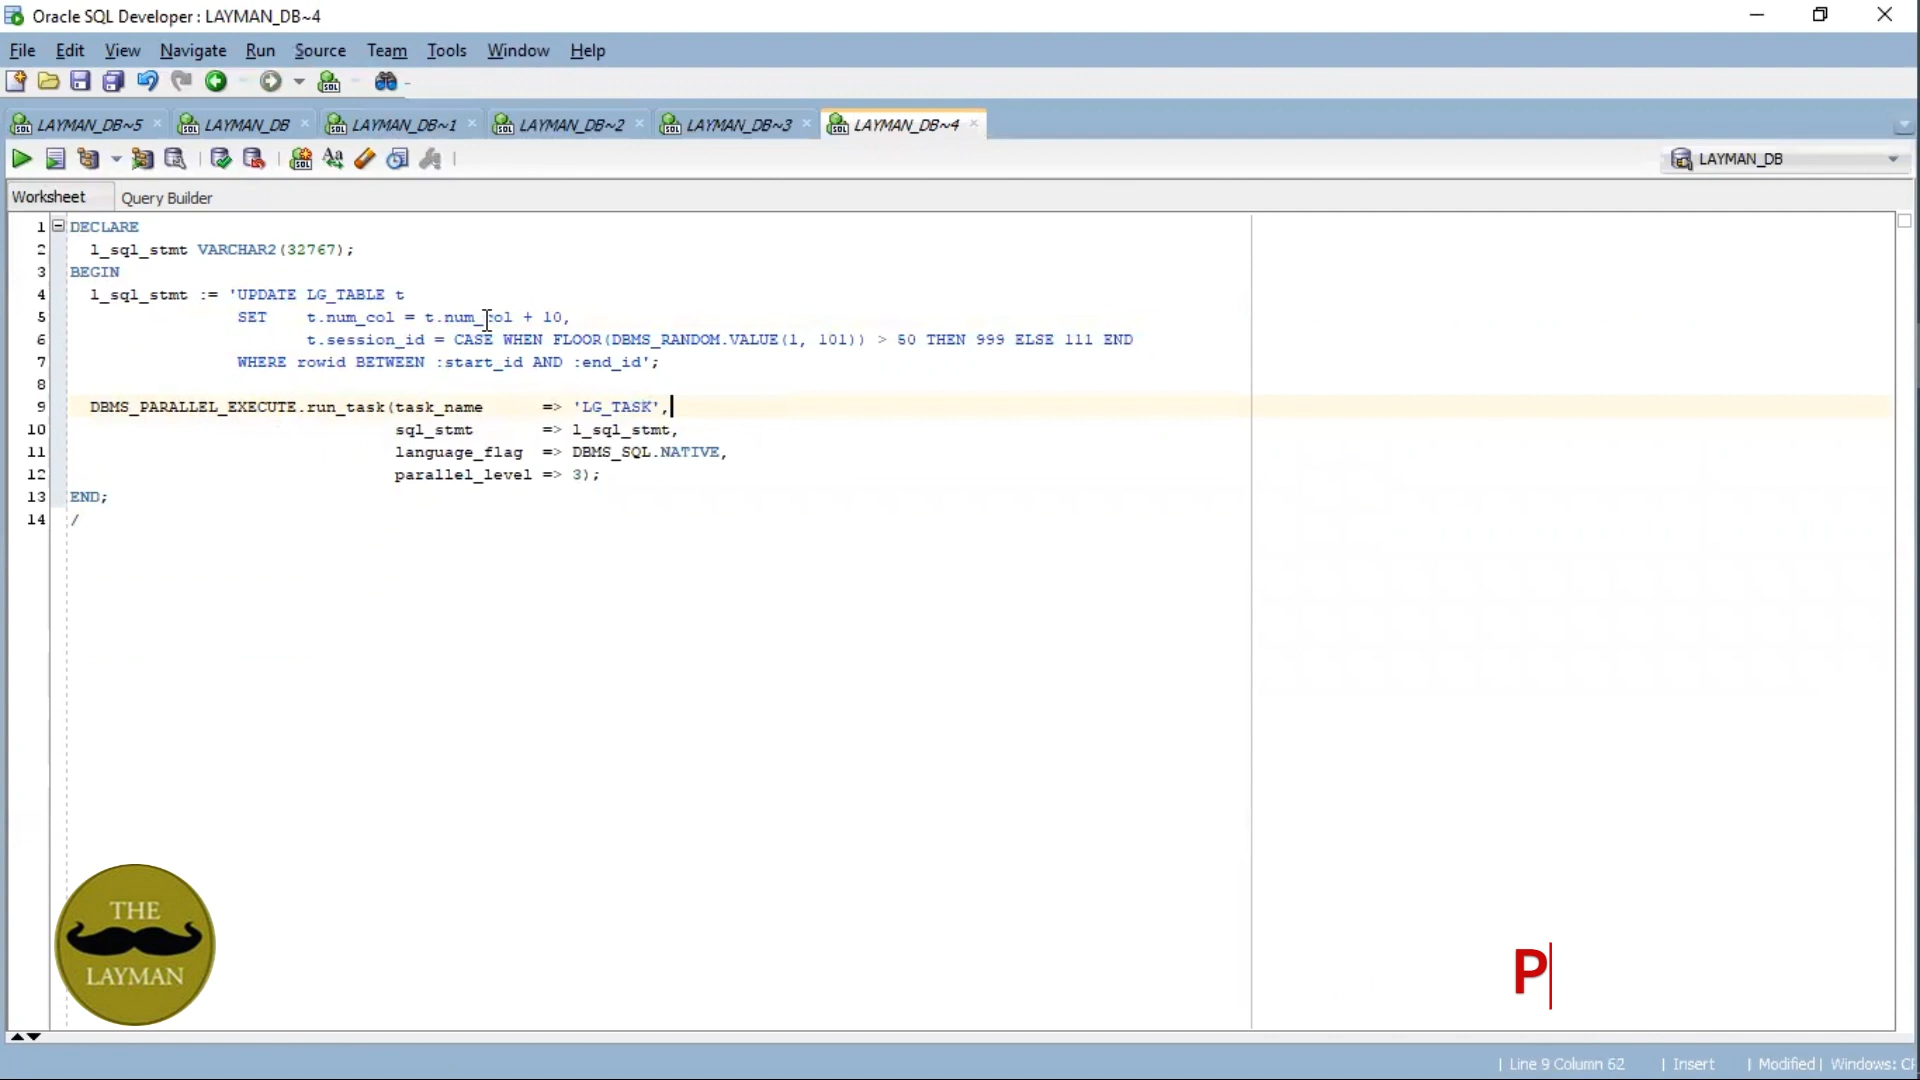 Oracle SQL Developer : LAYMAN_DB~4
File Edit View Navigate Run Source Team Tools Window Help
LAYMAN_DB~5 LAYMAN_DB LAYMAN_DB~1 LAYMAN_DB~2 LAYMAN_DB~3 LAYMAN_DB~4
LAYMAN_DB
Worksheet Query Builder
1 DECLARE
2 l_sql_stmt VARCHAR2(32767);
3 BEGIN
4 l_sql_stmt := 'UPDATE LG_TABLE t
5 SET t.num_col = t.num_col + 10,
6 t.session_id = CASE WHEN FLOOR(DBMS_RANDOM.VALUE(1, 101)) > 50 THEN 999 ELSE 111 END
7 WHERE rowid BETWEEN :start_id AND :end_id';
8
9 DBMS_PARALLEL_EXECUTE.run_task(task_name => 'LG_TASK',
10 sql_stmt => l_sql_stmt,
11 language_flag => DBMS_SQL.NATIVE,
12 parallel_level => 3);
13 END;
14 /
THE
LAYMAN
P
Line 9 Column 62 | Insert | Modified | Windows: